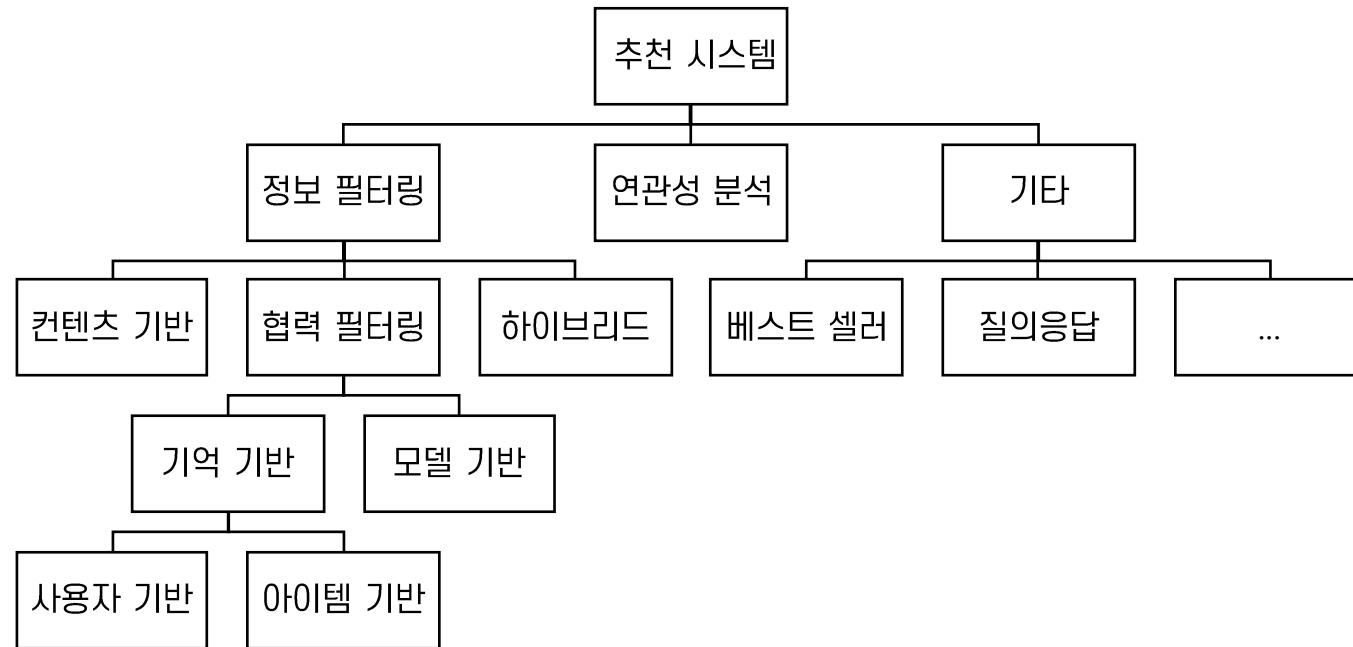 추천 시스템
정보 필터링
연관성 분석
기타
컨텐츠 기반
협력 필터링
하이브리드
베스트 셀러
질의응답
...
기억 기반
모델 기반
사용자 기반
아이템 기반